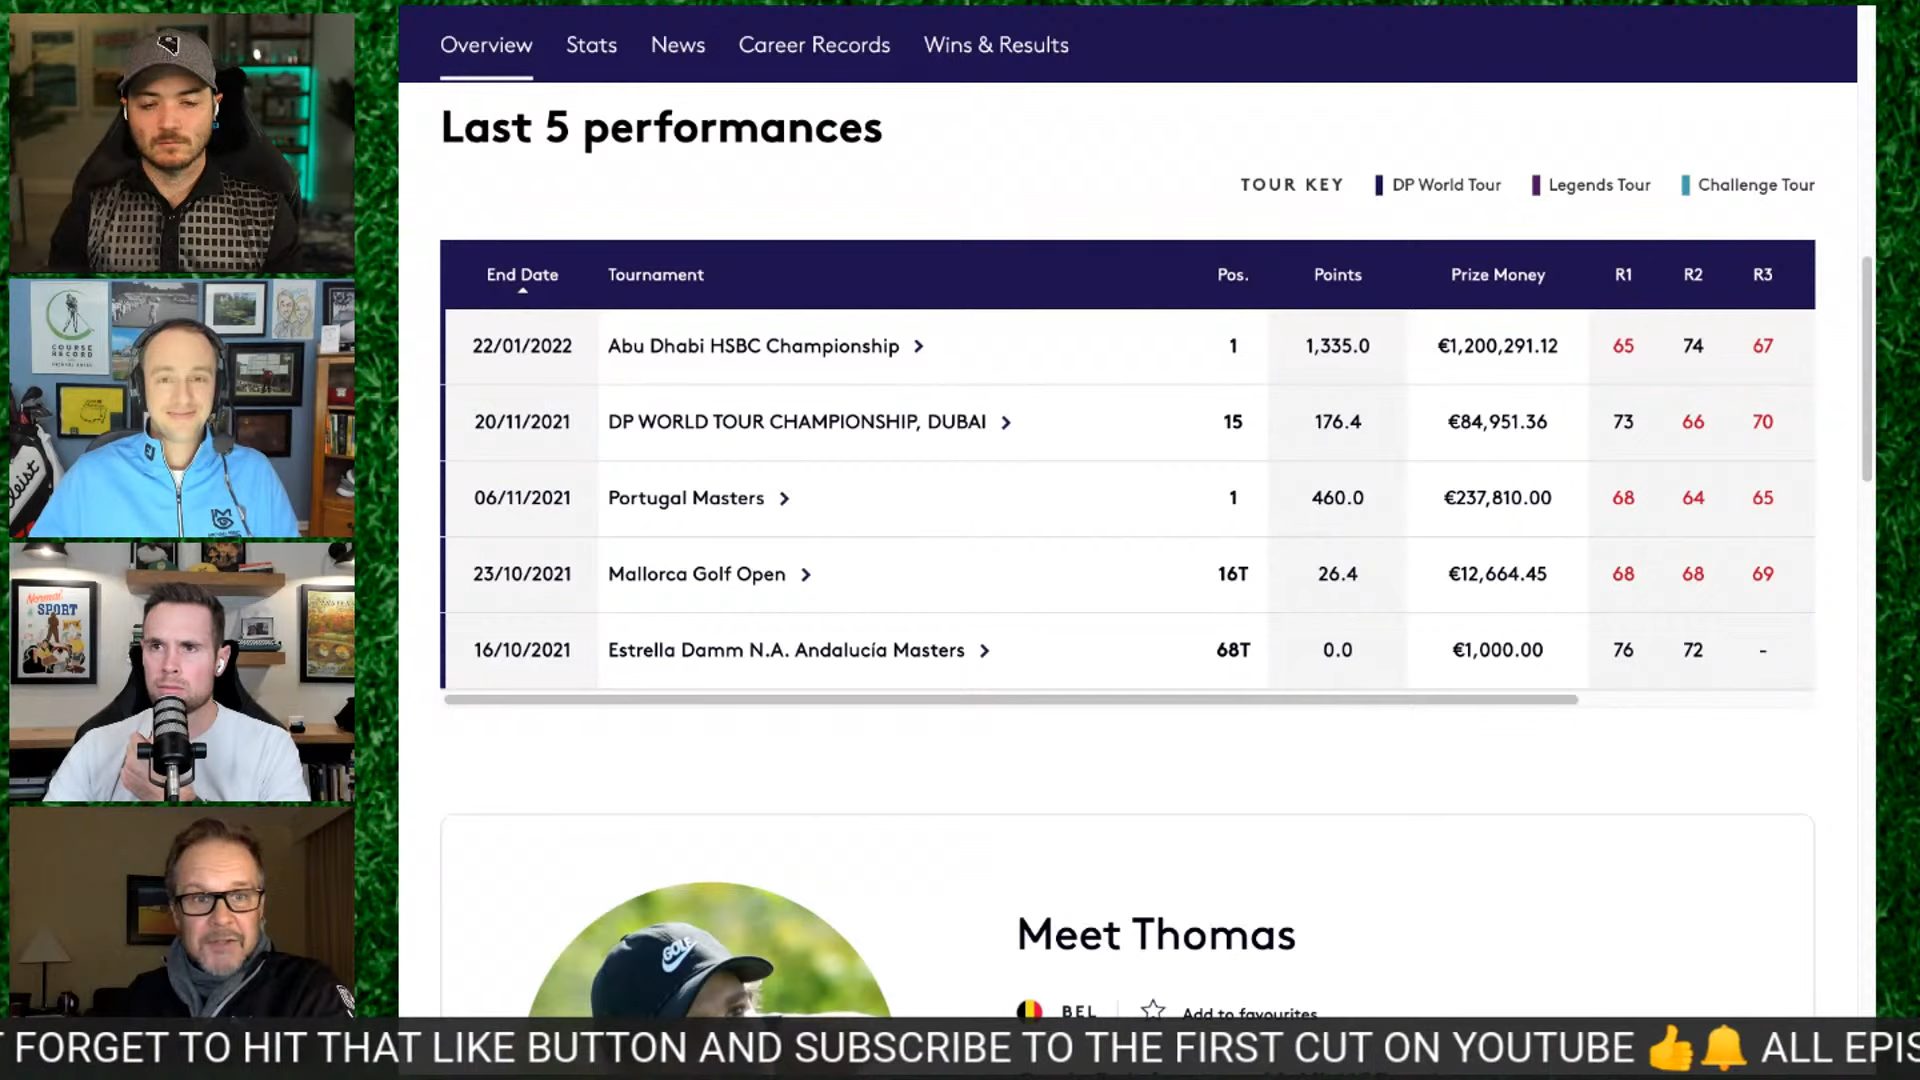 Overview Stats News Career Records Wins & Results
Last 5 performances
TOUR KEY DP World Tour Legends Tour Challenge Tour
End Date Tournament Pos. Points Prize Money R1 R2 R3
22/01/2022 Abu Dhabi HSBC Championship 1 1,335.0 €1,200,291.12 65 74 67
20/11/2021 DP WORLD TOUR CHAMPIONSHIP, DUBAI 15 176.4 €84,951.36 73 66 70
06/11/2021 Portugal Masters 1 460.0 €237,810.00 68 64 65
23/10/2021 Mallorca Golf Open 16T 26.4 €12,664.45 68 68 69
16/10/2021 Estrella Damm N.A. Andalucía Masters 68T 0.0 €1,000.00 76 72 -
Meet Thomas
BEL Add to favourites
GOLF
COURSE
RECORD
Normal
SPORT
FORGET TO HIT THAT LIKE BUTTON AND SUBSCRIBE TO THE FIRST CUT ON YOUTUBE 👍🔔 ALL EPIS